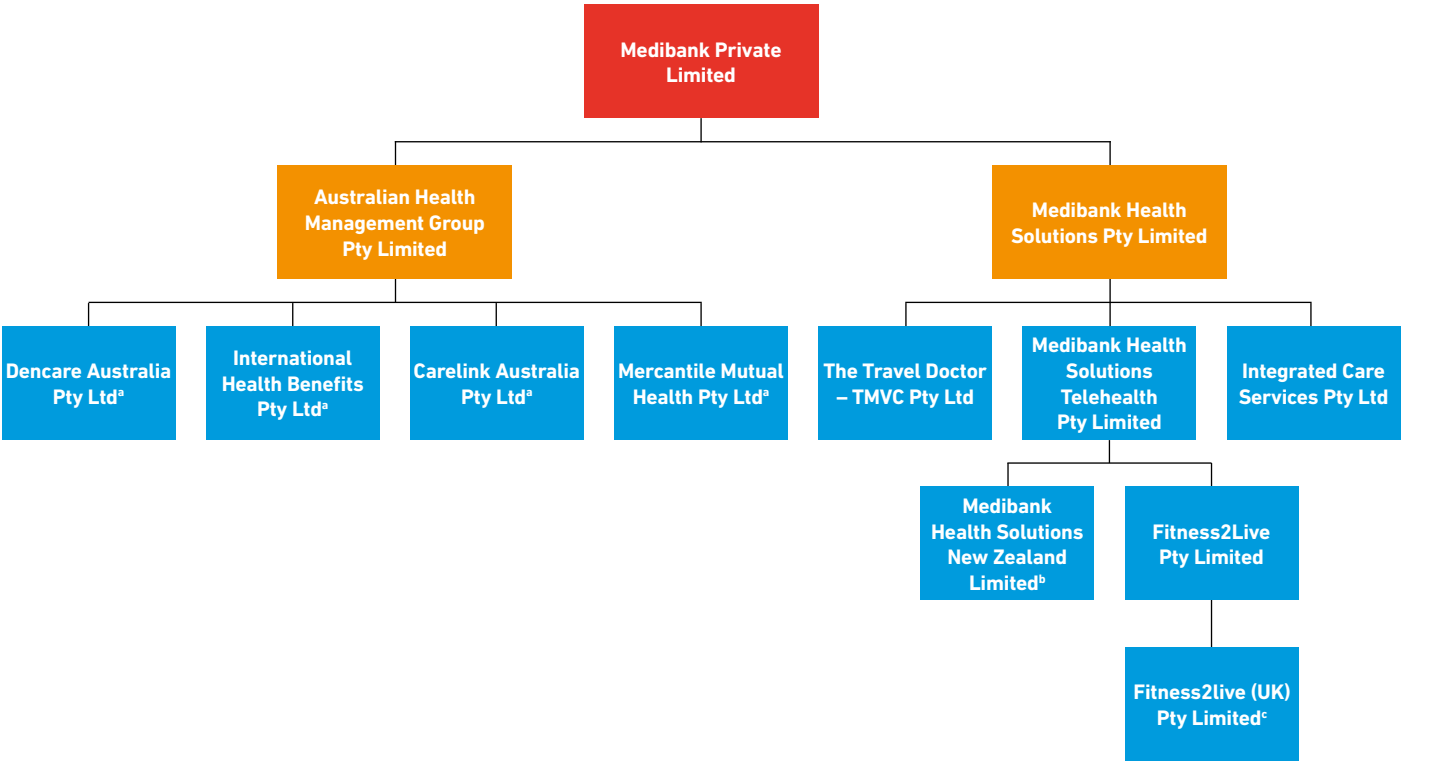 Medibank Private
Limited
Australian Health
Management Group
Pty Limited
Medibank Health
Solutions Pty Limited
Dencare Australia
Pty Ltdᵃ
International
Health Benefits
Pty Ltdᵃ
Carelink Australia
Pty Ltdᵃ
Mercantile Mutual
Health Pty Ltdᵃ
The Travel Doctor
– TMVC Pty Ltd
Medibank Health
Solutions
Telehealth
Pty Limited
Integrated Care
Services Pty Ltd
Medibank
Health Solutions
New Zealand
Limitedᵇ
Fitness2Live
Pty Limited
Fitness2live (UK)
Pty Limitedᶜ